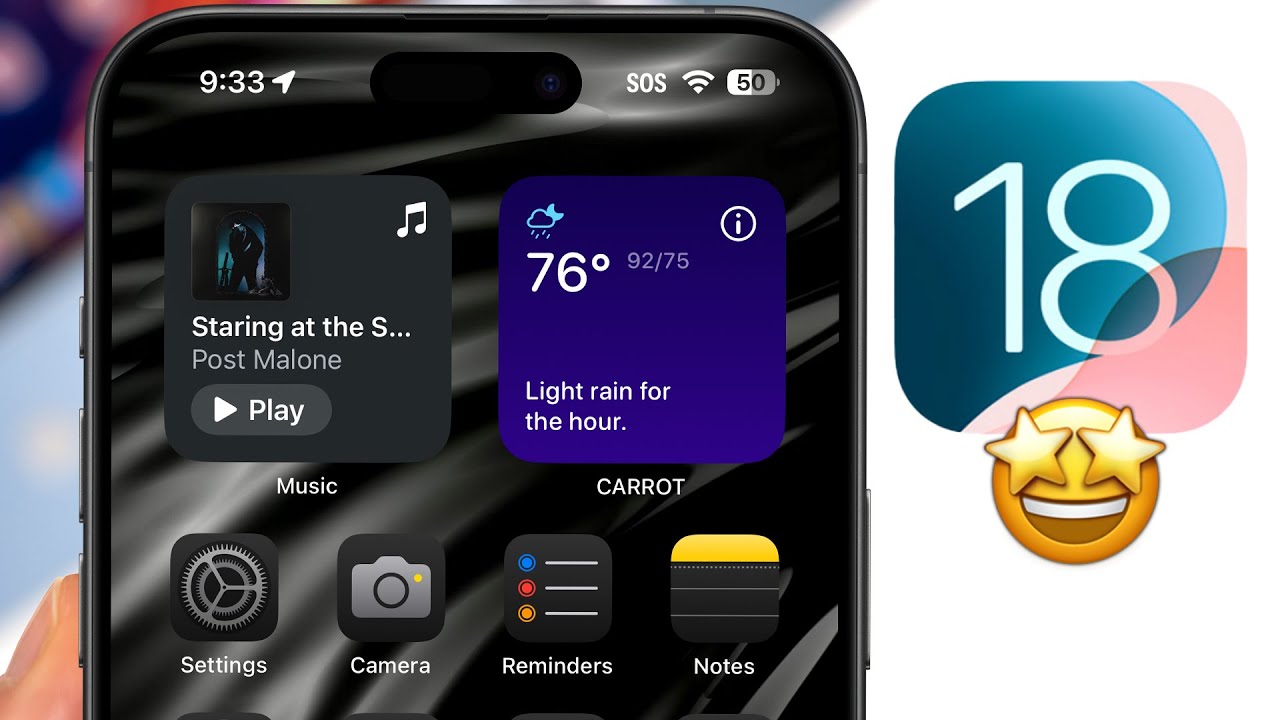 9:33
SOS
50
Staring at the S...
Post Malone
Play
Music
76° 92/75
Light rain for
the hour.
CARROT
Settings
Camera
Reminders
Notes
18